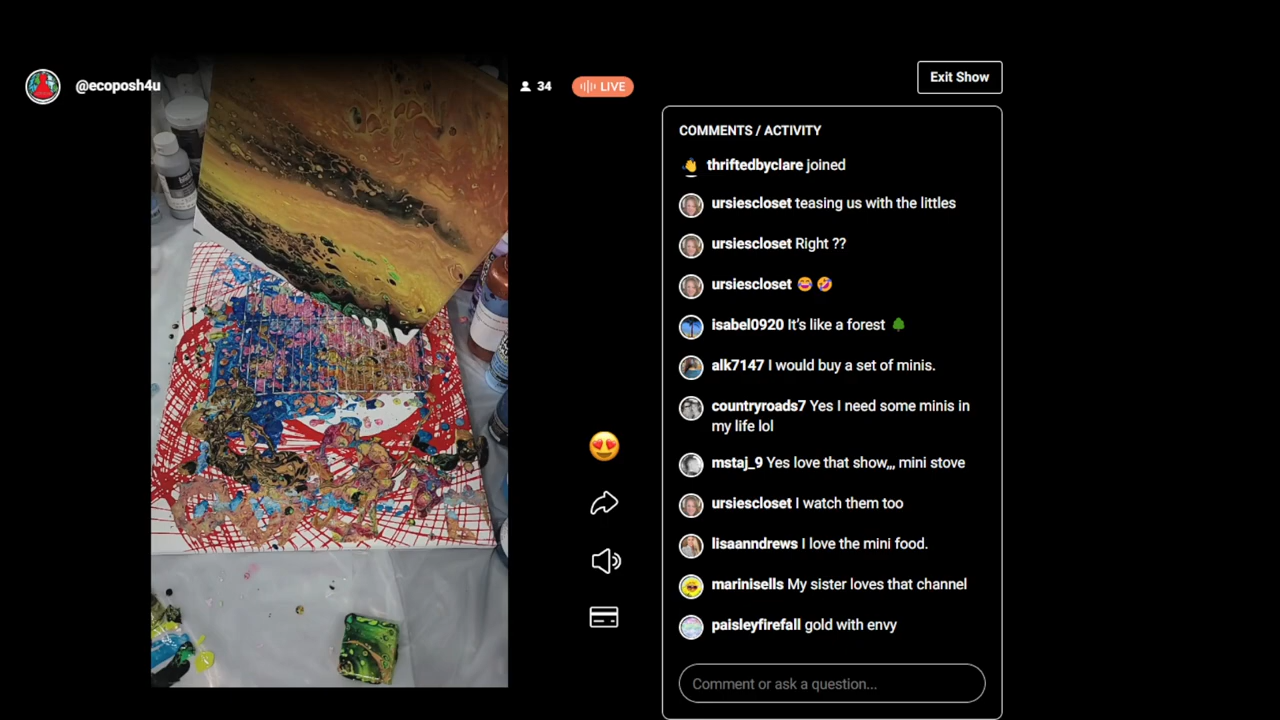 @ecoposh4u
34
LIVE
Exit Show
COMMENTS / ACTIVITY
thriftedbyclare joined
ursiescloset teasing us with the littles
ursiescloset Right ??
ursiescloset 😂 🤣
isabel0920 It's like a forest 🌲
alk7147 I would buy a set of minis.
countryroads7 Yes I need some minis in
my life lol
mstaj_9 Yes love that show,,, mini stove
ursiescloset I watch them too
lisaanndrews I love the mini food.
marinisells My sister loves that channel
paisleyfirefall gold with envy
Comment or ask a question...